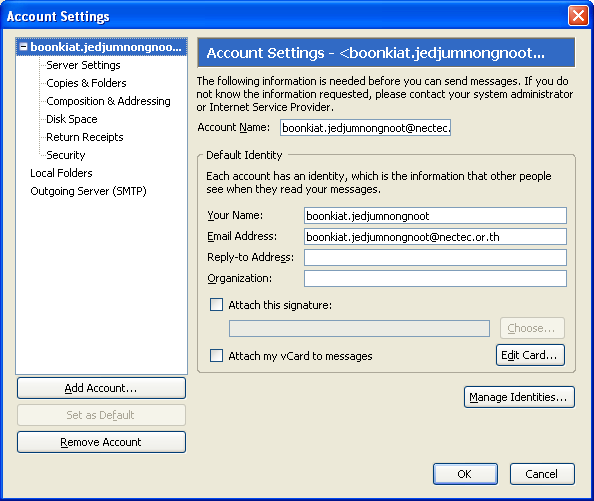 Account Settings
boonkiat.jedjumnongnoo...
Server Settings
Copies & Folders
Composition & Addressing
Disk Space
Return Receipts
Security
Local Folders
Outgoing Server (SMTP)
Add Account...
Set as Default
Remove Account
Account Settings - <boonkiat.jedjumnongnoot...
The following information is needed before you can send messages. If you do
not know the information requested, please contact your system administrator
or Internet Service Provider.
Account Name: boonkiat.jedjumnongnoot@nectec.
Default Identity
Each account has an identity, which is the information that other people
see when they read your messages.
Your Name: boonkiat.jedjumnongnoot
Email Address: boonkiat.jedjumnongnoot@nectec.or.th
Reply-to Address:
Organization:
Attach this signature:
Choose...
Attach my vCard to messages
Edit Card...
Manage Identities...
OK Cancel